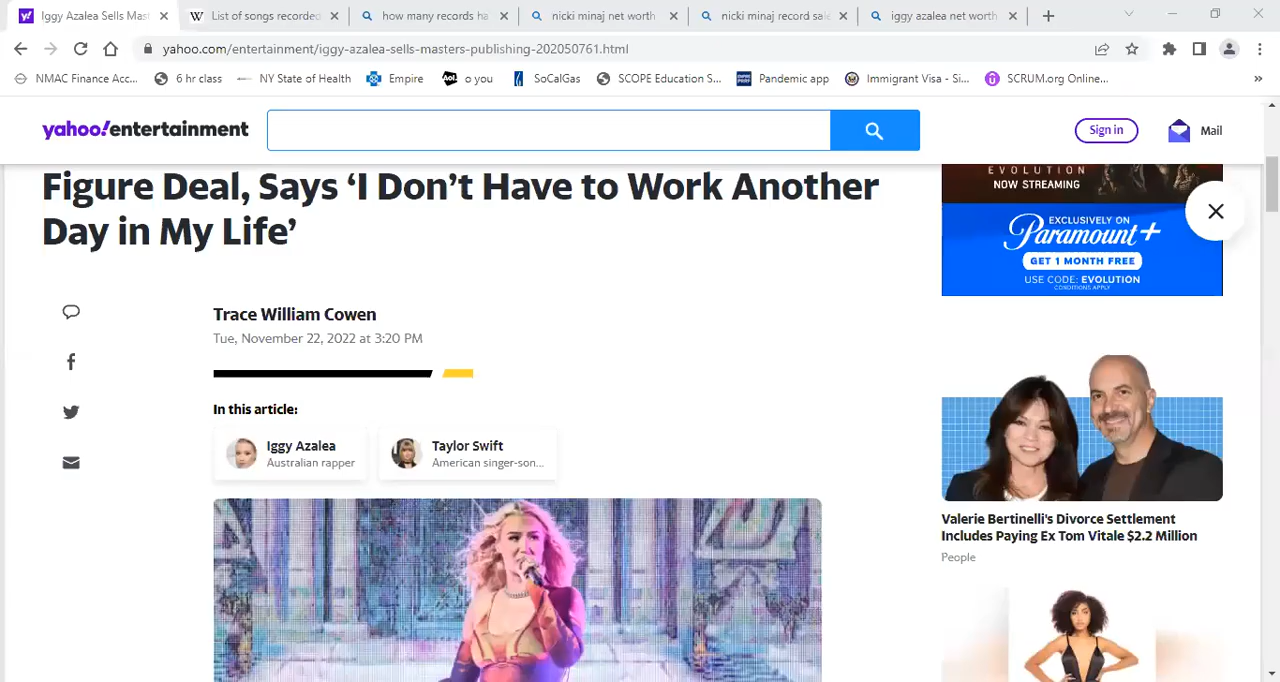 Iggy Azalea Sells Mast
List of songs recorded
how many records ha
nicki minaj net worth
nicki minaj record sale
iggy azalea net worth
yahoo.com/entertainment/iggy-azalea-sells-masters-publishing-202050761.html
NMAC Finance Acc...
6 hr class
NY State of Health
Empire
o you
SoCalGas
SCOPE Education S...
Pandemic app
Immigrant Visa - Si...
SCRUM.org Online...
»
yahoo!entertainment
Sign in
Mail
Figure Deal, Says ‘I Don’t Have to Work Another
Day in My Life’
Trace William Cowen
Tue, November 22, 2022 at 3:20 PM
In this article:
Iggy Azalea
Australian rapper
Taylor Swift
American singer-son...
EVOLUTION
NOW STREAMING
EXCLUSIVELY ON
Paramount+
GET 1 MONTH FREE
USE CODE: EVOLUTION
CONDITIONS APPLY
Valerie Bertinelli's Divorce Settlement
Includes Paying Ex Tom Vitale $2.2 Million
People